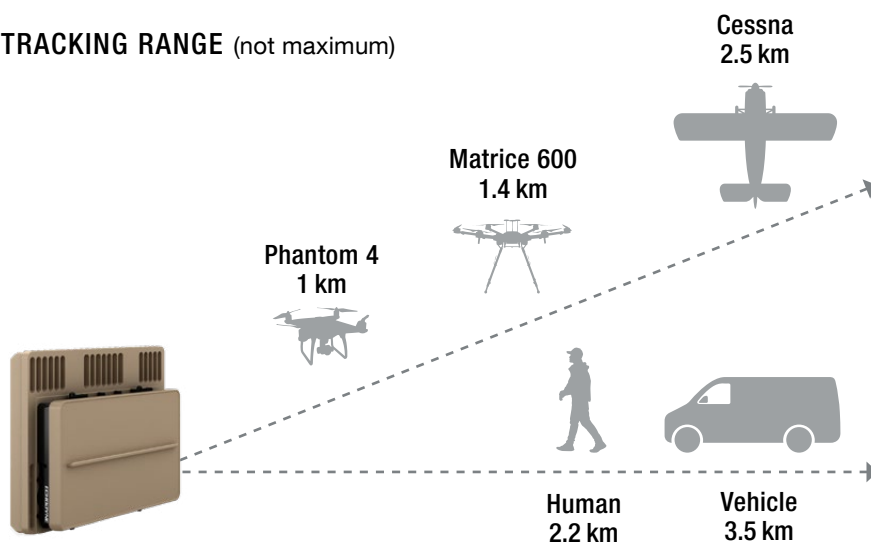 TRACKING RANGE (not maximum)
Cessna
2.5 km
Matrice 600
1.4 km
Phantom 4
1 km
Human
2.2 km
Vehicle
3.5 km